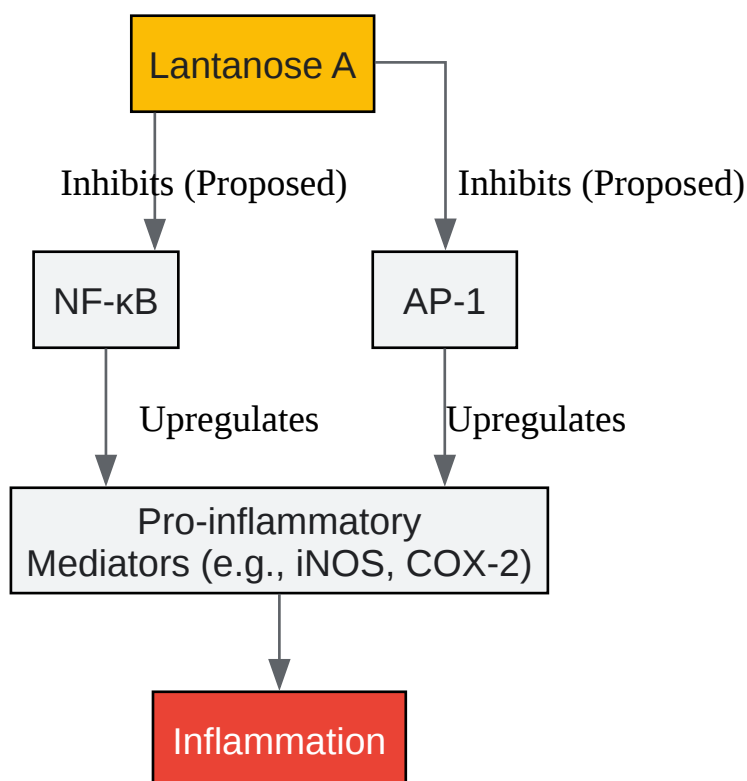 Lantanose A
Inhibits (Proposed)
Inhibits (Proposed)
NF-κB
AP-1
Upregulates
Upregulates
Pro-inflammatory
Mediators (e.g., iNOS, COX-2)
Inflammation